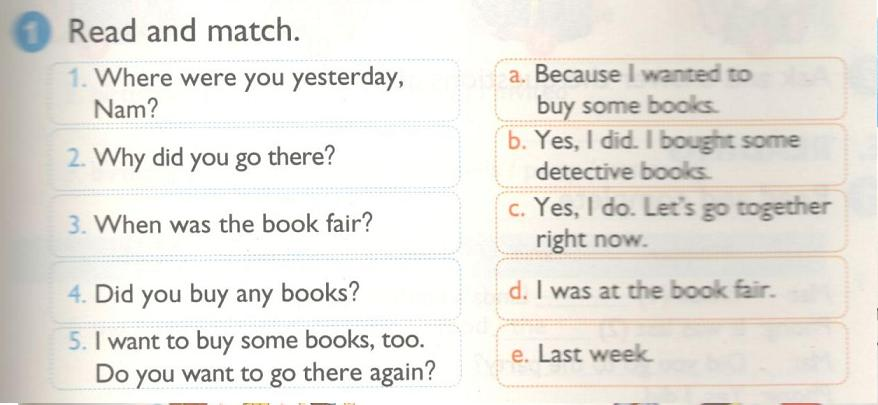 1 Read and match.
1. Where were you yesterday,
Nam?
2. Why did you go there?
3. When was the book fair?
4. Did you buy any books?
5. I want to buy some books, too.
Do you want to go there again?
a. Because I wanted to
buy some books.
b. Yes, I did. I bought some
detective books.
c. Yes, I do. Let's go together
right now.
d. I was at the book fair.
e. Last week.